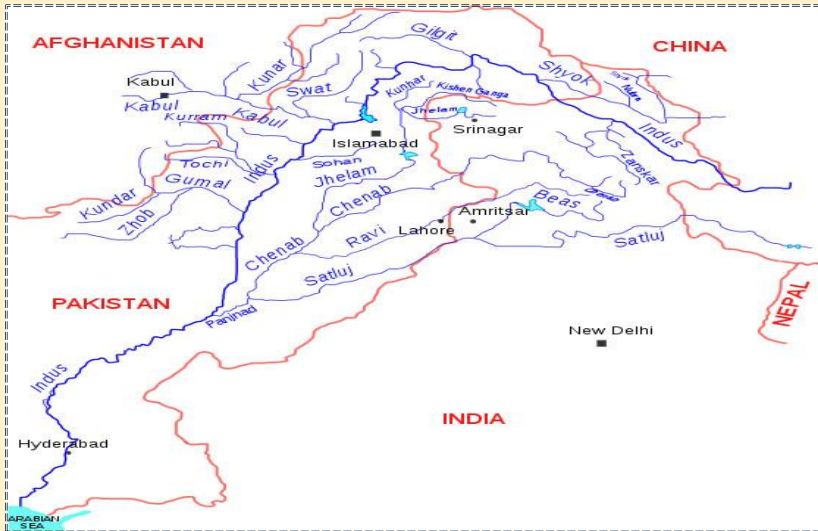 AFGHANISTAN
CHINA
Gilgit
Kunar
Kabul
Swat
Shyok
Nubra
Kunhar
Kishen Ganga
Kabul
Kabul
Kurram
Jhelam
Srinagar
Indus
Islamabad
Indus
Zanskar
Tochi
Sohan
Gumal
Jhelam
Kundar
Zhob
Chenab
Beas
Amritsar
Lahore
Ravi
Chenab
Satluj
Satluj
PAKISTAN
Panjnad
NEPAL
New Delhi
Indus
INDIA
Hyderabad
ARABIAN
SEA